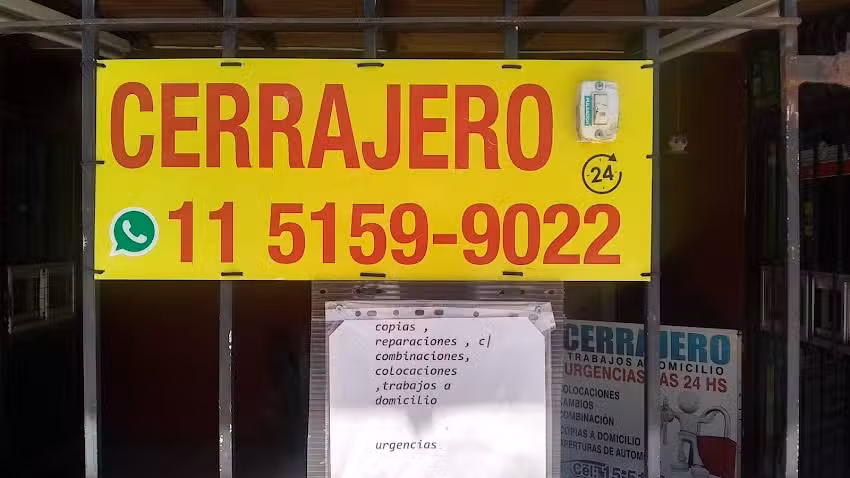 CERRAJERO
24
11 5159-9022
copias ,
reparaciones , c|
combinaciones,
colocaciones
,trabajos a
domicilio
urgencias
CERRAJERO
TRABAJOS A DOMICILIO
URGENCIAS LAS 24 HS
COLOCACIONES
CAMBIOS
COMBINACIÓN
COPIAS A DOMICILIO
APERTURAS DE AUTOM